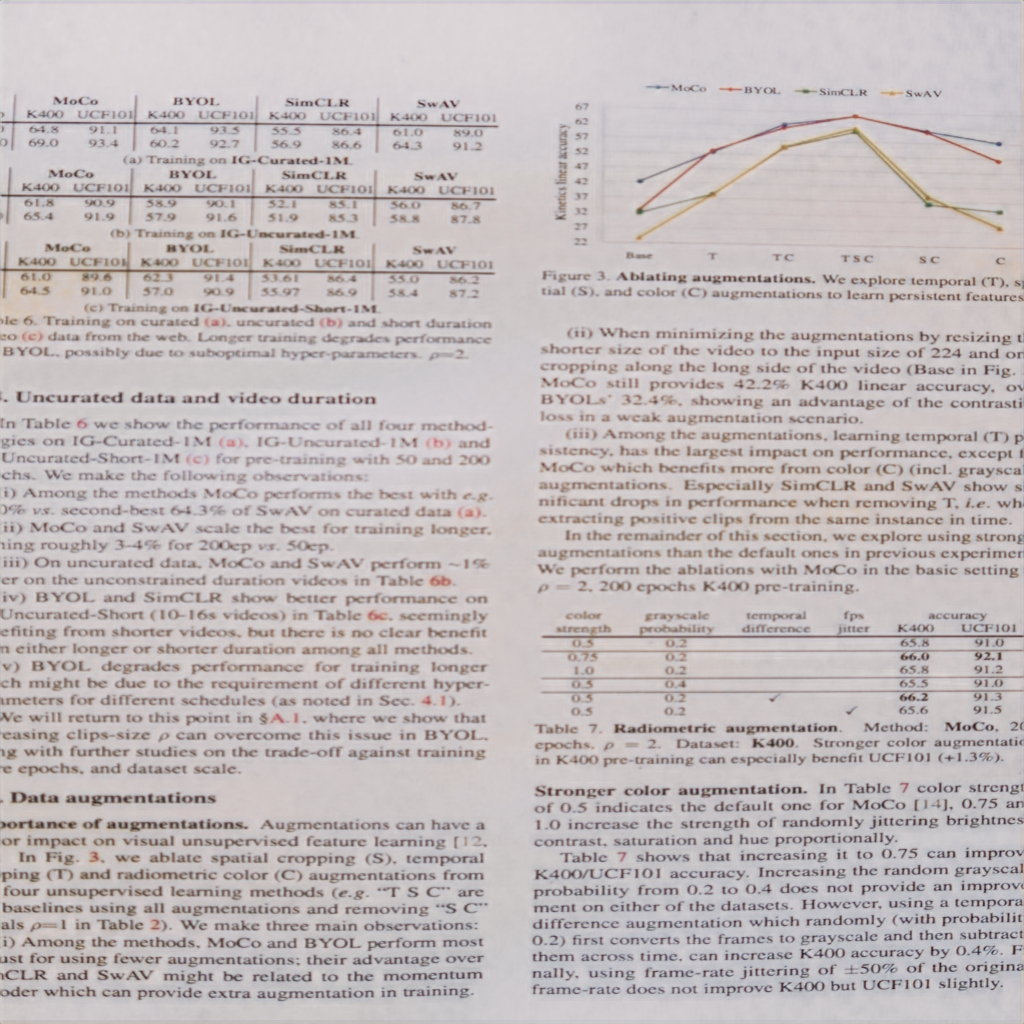 MoCo BYOL SimCLR SwAV
K400 UCF101 K400 UCF101 K400 UCF101 K400 UCF101
64.8 91.1 64.1 93.5 55.5 86.4 61.0 89.0
69.0 93.4 60.2 92.7 56.9 86.6 64.3 91.2
(a) Training on IG-Curated-1M.
MoCo BYOL SimCLR SwAV
K400 UCF101 K400 UCF101 K400 UCF101 K400 UCF101
61.8 90.9 58.9 90.1 52.1 85.1 56.0 86.7
65.4 91.9 57.9 91.6 51.9 85.3 58.8 87.8
(b) Training on IG-Uncurated-1M.
MoCo BYOL SimCLR SwAV
K400 UCF101 K400 UCF101 K400 UCF101 K400 UCF101
61.0 89.6 62.3 91.4 53.61 86.4 55.0 86.2
64.5 91.0 57.0 90.9 55.97 86.9 58.4 87.2
(c) Training on IG-Uncurated-Short-1M.
ble 6. Training on curated (a), uncurated (b) and short duration
eo (c) data from the web. Longer training degrades performance
BYOL, possibly due to suboptimal hyper-parameters. ρ=2.
. Uncurated data and video duration
In Table 6 we show the performance of all four method-
gies on IG-Curated-1M (a), IG-Uncurated-1M (b) and
Uncurated-Short-1M (c) for pre-training with 50 and 200
chs. We make the following observations:
i) Among the methods MoCo performs the best with e.g.
0% vs. second-best 64.3% of SwAV on curated data (a).
ii) MoCo and SwAV scale the best for training longer,
ning roughly 3-4% for 200ep vs. 50ep.
iii) On uncurated data, MoCo and SwAV perform ~1%
er on the unconstrained duration videos in Table 6b.
iv) BYOL and SimCLR show better performance on
Uncurated-Short (10-16s videos) in Table 6c, seemingly
efiting from shorter videos, but there is no clear benefit
n either longer or shorter duration among all methods.
v) BYOL degrades performance for training longer
ch might be due to the requirement of different hyper-
ameters for different schedules (as noted in Sec. 4.1).
We will return to this point in §A.1, where we show that
easing clips-size ρ can overcome this issue in BYOL,
ng with further studies on the trade-off against training
re epochs, and dataset scale.
. Data augmentations
portance of augmentations. Augmentations can have a
or impact on visual unsupervised feature learning [12,
In Fig. 3, we ablate spatial cropping (S), temporal
ping (T) and radiometric color (C) augmentations from
four unsupervised learning methods (e.g. “T S C” are
baselines using all augmentations and removing “S C”
als ρ=1 in Table 2). We make three main observations:
i) Among the methods, MoCo and BYOL perform most
ust for using fewer augmentations; their advantage over
CLR and SwAV might be related to the momentum
oder which can provide extra augmentation in training.
MoCo BYOL SimCLR SwAV
Kinetics linear accuracy
67
62
57
52
47
42
37
32
27
22
Base T TC TSC SC C
Figure 3. Ablating augmentations. We explore temporal (T), sp
tial (S), and color (C) augmentations to learn persistent features
(ii) When minimizing the augmentations by resizing t
shorter size of the video to the input size of 224 and on
cropping along the long side of the video (Base in Fig.
MoCo still provides 42.2% K400 linear accuracy, ov
BYOLs’ 32.4%, showing an advantage of the contrasti
loss in a weak augmentation scenario.
(iii) Among the augmentations, learning temporal (T) p
sistency, has the largest impact on performance, except f
MoCo which benefits more from color (C) (incl. grayscal
augmentations. Especially SimCLR and SwAV show si
nificant drops in performance when removing T, i.e. whe
extracting positive clips from the same instance in time.
In the remainder of this section, we explore using strong
augmentations than the default ones in previous experimen
We perform the ablations with MoCo in the basic setting
ρ = 2, 200 epochs K400 pre-training.
color grayscale temporal fps accuracy
strength probability difference jitter K400 UCF101
0.5 0.2 65.8 91.0
0.75 0.2 66.0 92.1
1.0 0.2 65.8 91.2
0.5 0.4 65.5 91.0
0.5 0.2 ✓ 66.2 91.3
0.5 0.2 ✓ 65.6 91.5
Table 7. Radiometric augmentation. Method: MoCo, 20
epochs, ρ = 2. Dataset: K400. Stronger color augmentatio
in K400 pre-training can especially benefit UCF101 (+1.3%).
Stronger color augmentation. In Table 7 color strengt
of 0.5 indicates the default one for MoCo [14], 0.75 an
1.0 increase the strength of randomly jittering brightnes
contrast, saturation and hue proportionally.
Table 7 shows that increasing it to 0.75 can improv
K400/UCF101 accuracy. Increasing the random grayscal
probability from 0.2 to 0.4 does not provide an improve
ment on either of the datasets. However, using a tempora
difference augmentation which randomly (with probabilit
0.2) first converts the frames to grayscale and then subtract
them across time, can increase K400 accuracy by 0.4%. F
nally, using frame-rate jittering of ±50% of the origina
frame-rate does not improve K400 but UCF101 slightly.